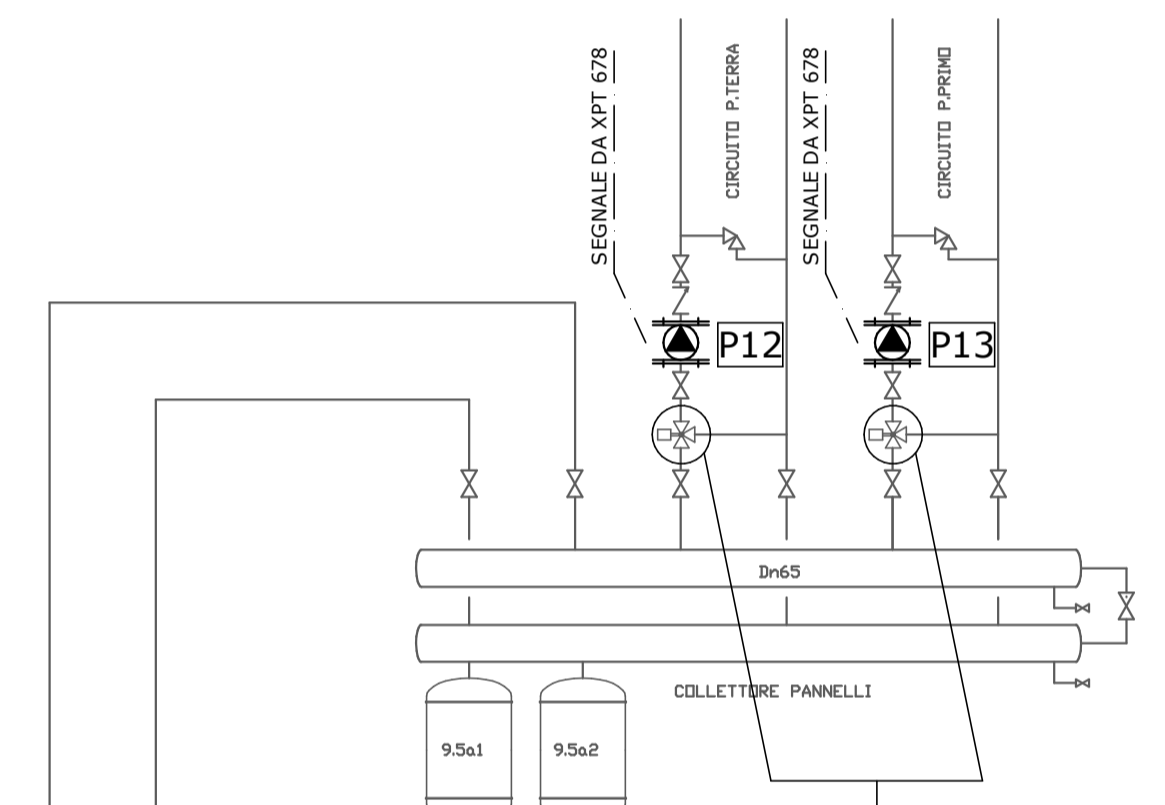 SEGNALE DA XPT 678
CIRCUITO P.TERRA
SEGNALE DA XPT 678
CIRCUITO P.PRIMO
P12
P13
Dn65
COLLETTORE PANNELLI
9.5a1
9.5a2